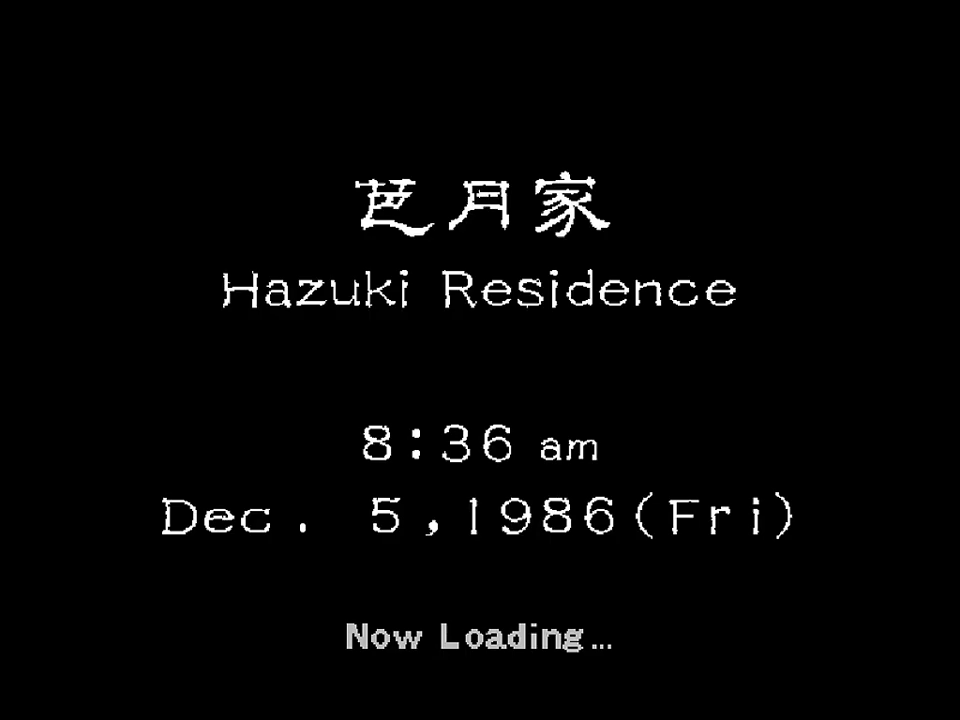 芭月家
Hazuki Residence
8:36 am
Dec. 5,1986(Fri)
Now Loading...